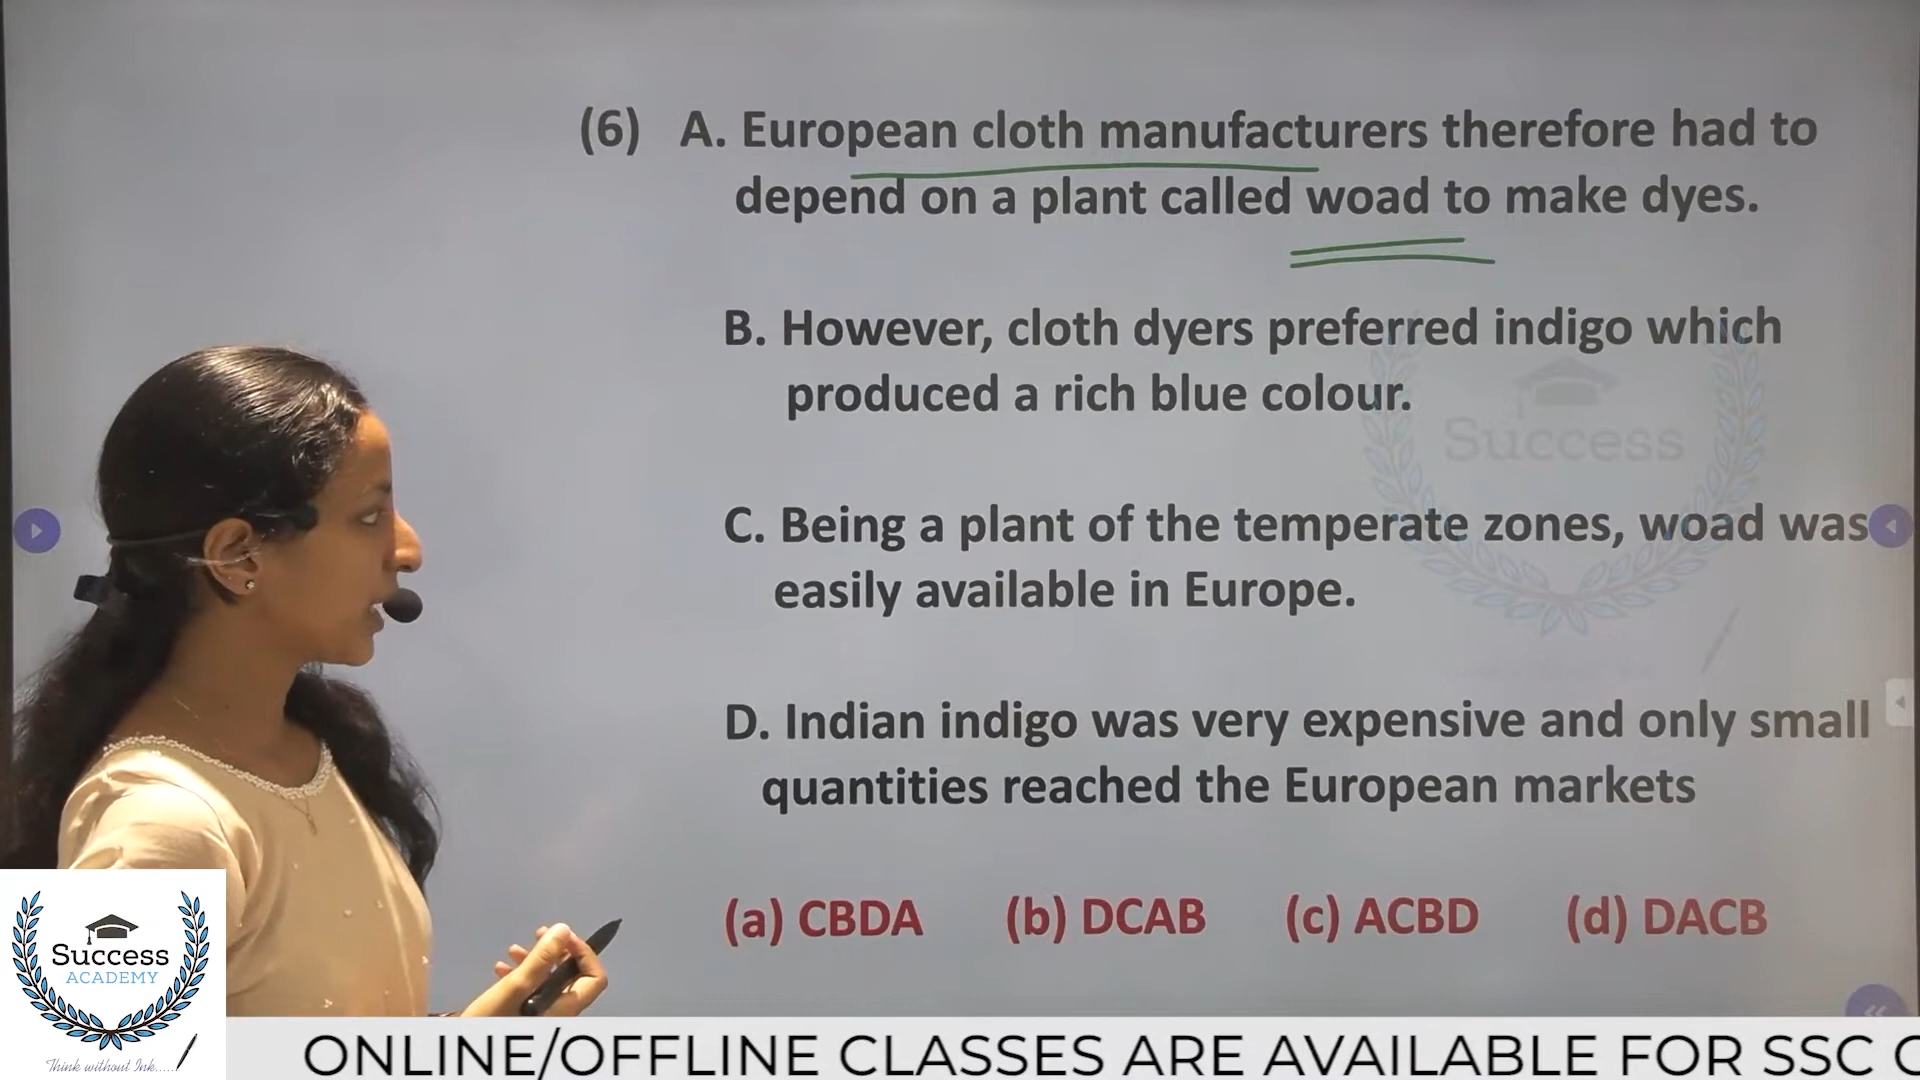 (6) A. European cloth manufacturers therefore had to
depend on a plant called woad to make dyes.
B. However, cloth dyers preferred indigo which
produced a rich blue colour.
Success
C. Being a plant of the temperate zones, woad was
easily available in Europe.
D. Indian indigo was very expensive and only small
quantities reached the European markets
(a) CBDA (b) DCAB (c) ACBD (d) DACB
Success
ACADEMY
Think without Ink.....
ONLINE/OFFLINE CLASSES ARE AVAILABLE FOR SSC